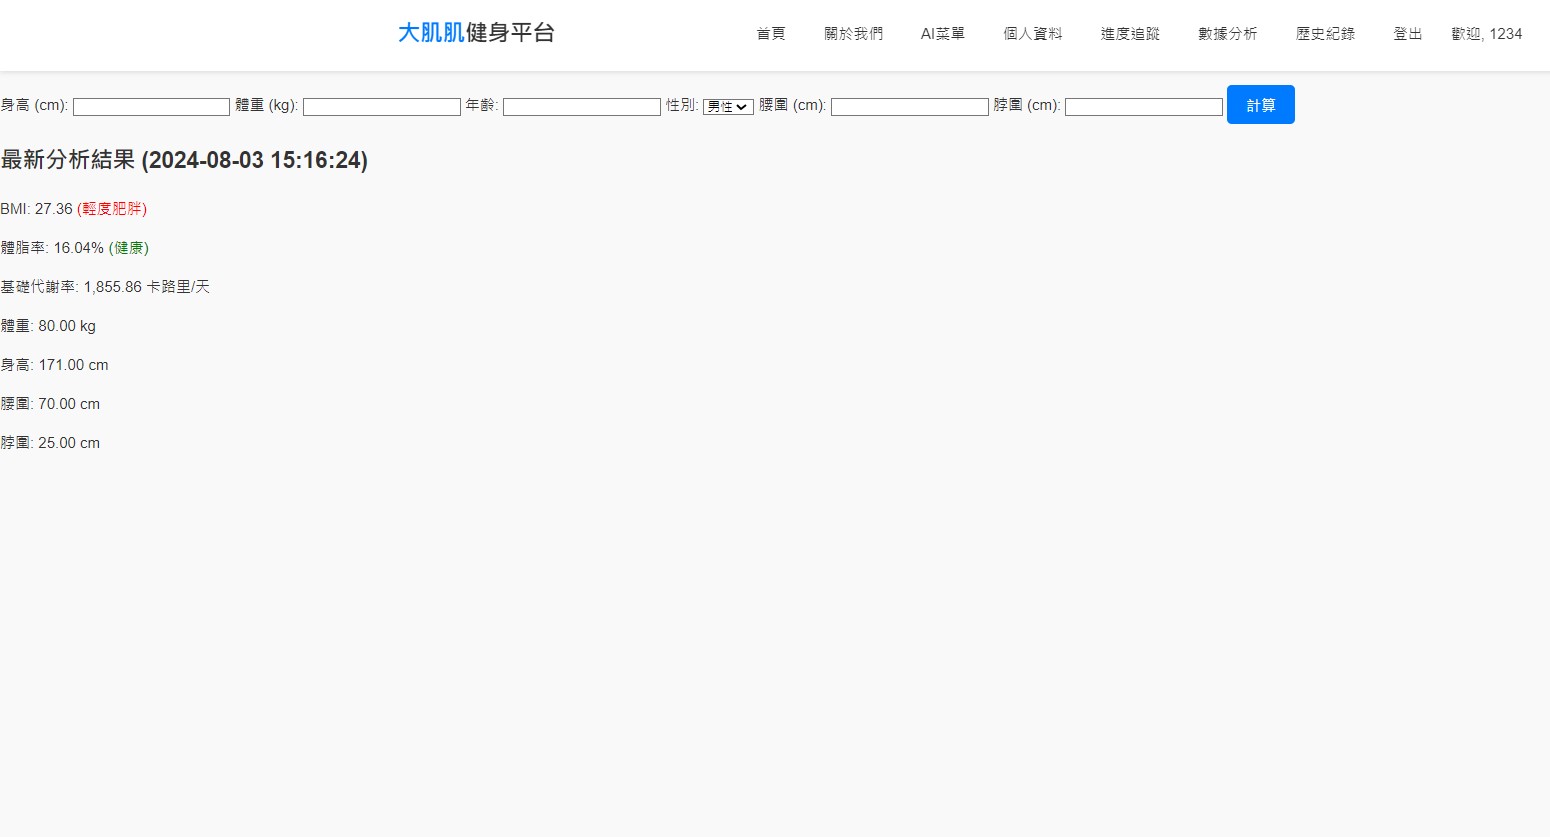 大肌肌健身平台 首頁 關於我們 AI菜單 個人資料 進度追蹤 數據分析 歷史紀錄 登出 歡迎, 1234
身高 (cm): 體重 (kg): 年齡: 性別: 男性 腰圍 (cm): 脖圍 (cm): 計算
最新分析結果 (2024-08-03 15:16:24)
BMI: 27.36 (輕度肥胖)
體脂率: 16.04% (健康)
基礎代謝率: 1,855.86 卡路里/天
體重: 80.00 kg
身高: 171.00 cm
腰圍: 70.00 cm
脖圍: 25.00 cm